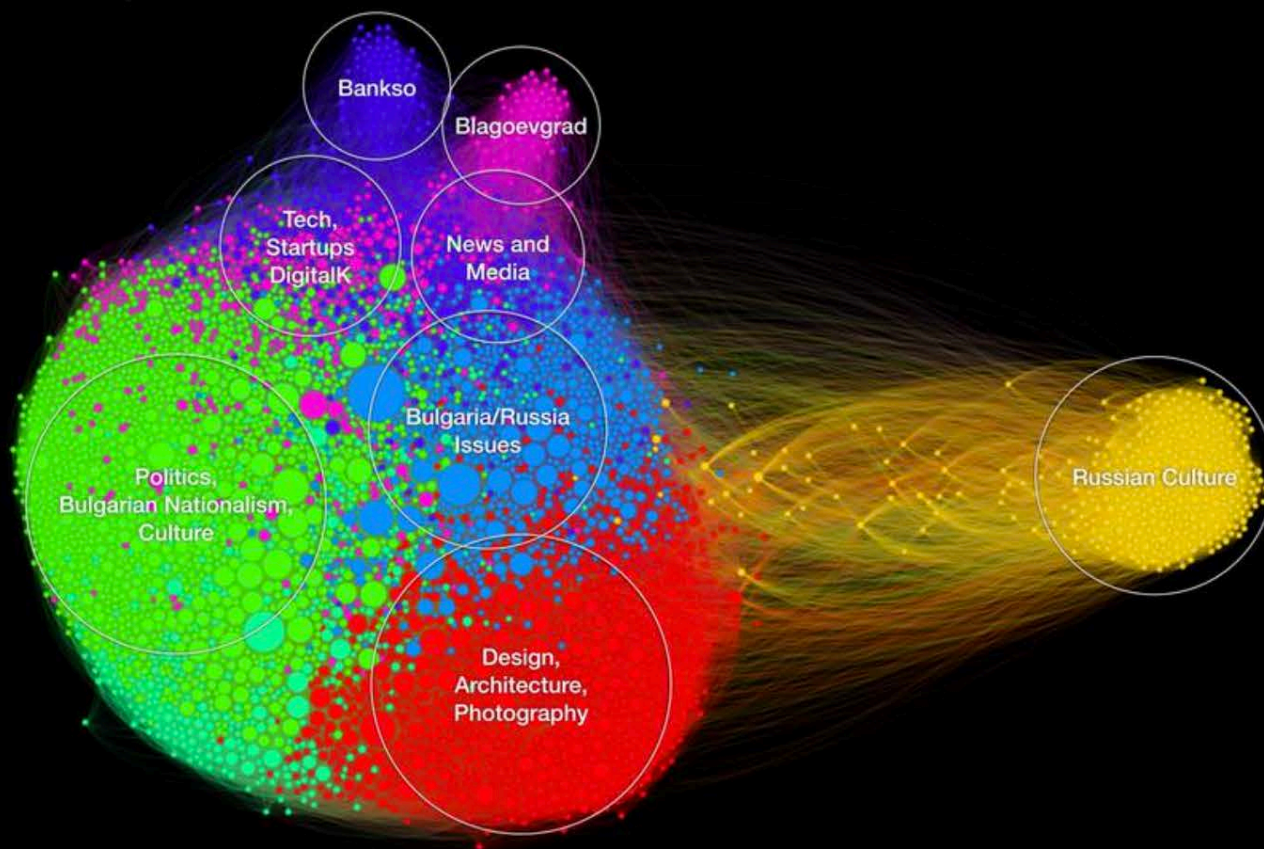 Bankso
Blagoevgrad
Tech,
Startups
DigitalK
News and
Media
Bulgaria/Russia
Issues
Politics,
Bulgarian Nationalism,
Culture
Russian Culture
Design,
Architecture,
Photography